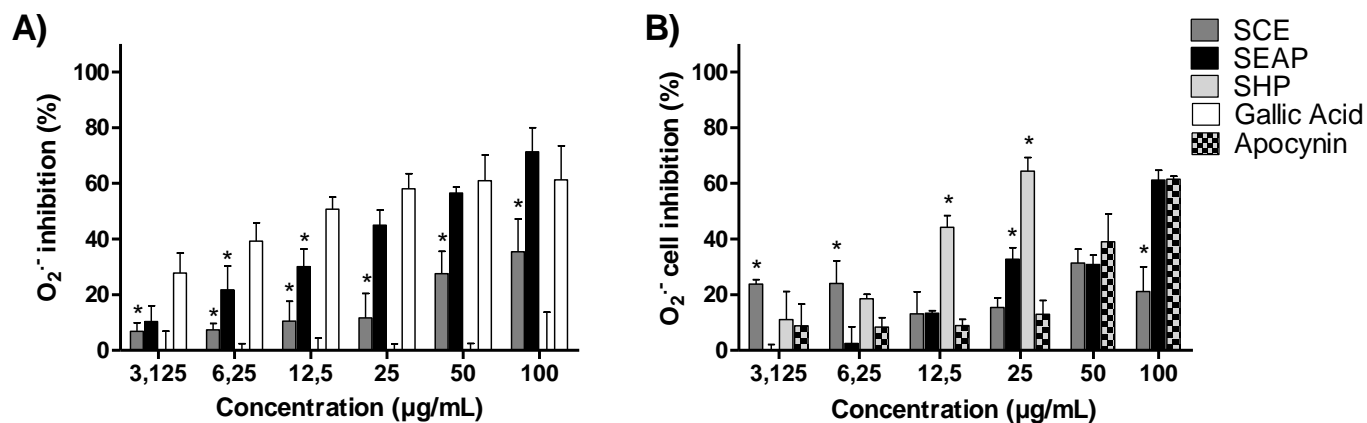 A)
O2·- inhibition (%)
100
80
60
40
20
0
* * * * * * * *
3,125 6,25 12,5 25 50 100
Concentration (µg/mL)
B)
O2·- cell inhibition (%)
100
80
60
40
20
0
* * * * * *
3,125 6,25 12,5 25 50 100
Concentration (µg/mL)
SCE
SEAP
SHP
Gallic Acid
Apocynin